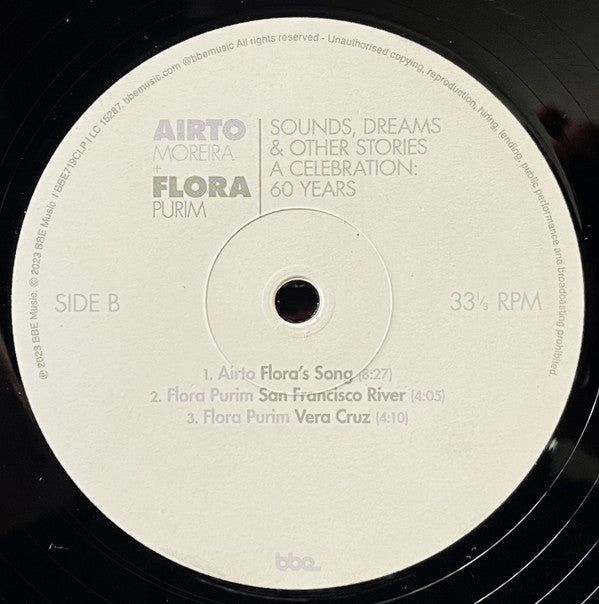 ℗ 2023 BBE Music. © 2023 BBE Music | BBE719CLP | LC 15287. bbemusic.com @bbemusic All rights reserved - Unauthorised copying, reproduction, hiring, lending, public performance and broadcasting prohibited
AIRTO
MOREIRA
+
FLORA
PURIM
SOUNDS, DREAMS
& OTHER STORIES
A CELEBRATION:
60 YEARS
SIDE B
33 1/3 RPM
1. Airto Flora's Song (8:27)
2. Flora Purim San Francisco River (4:05)
3. Flora Purim Vera Cruz (4:10)
bbe.